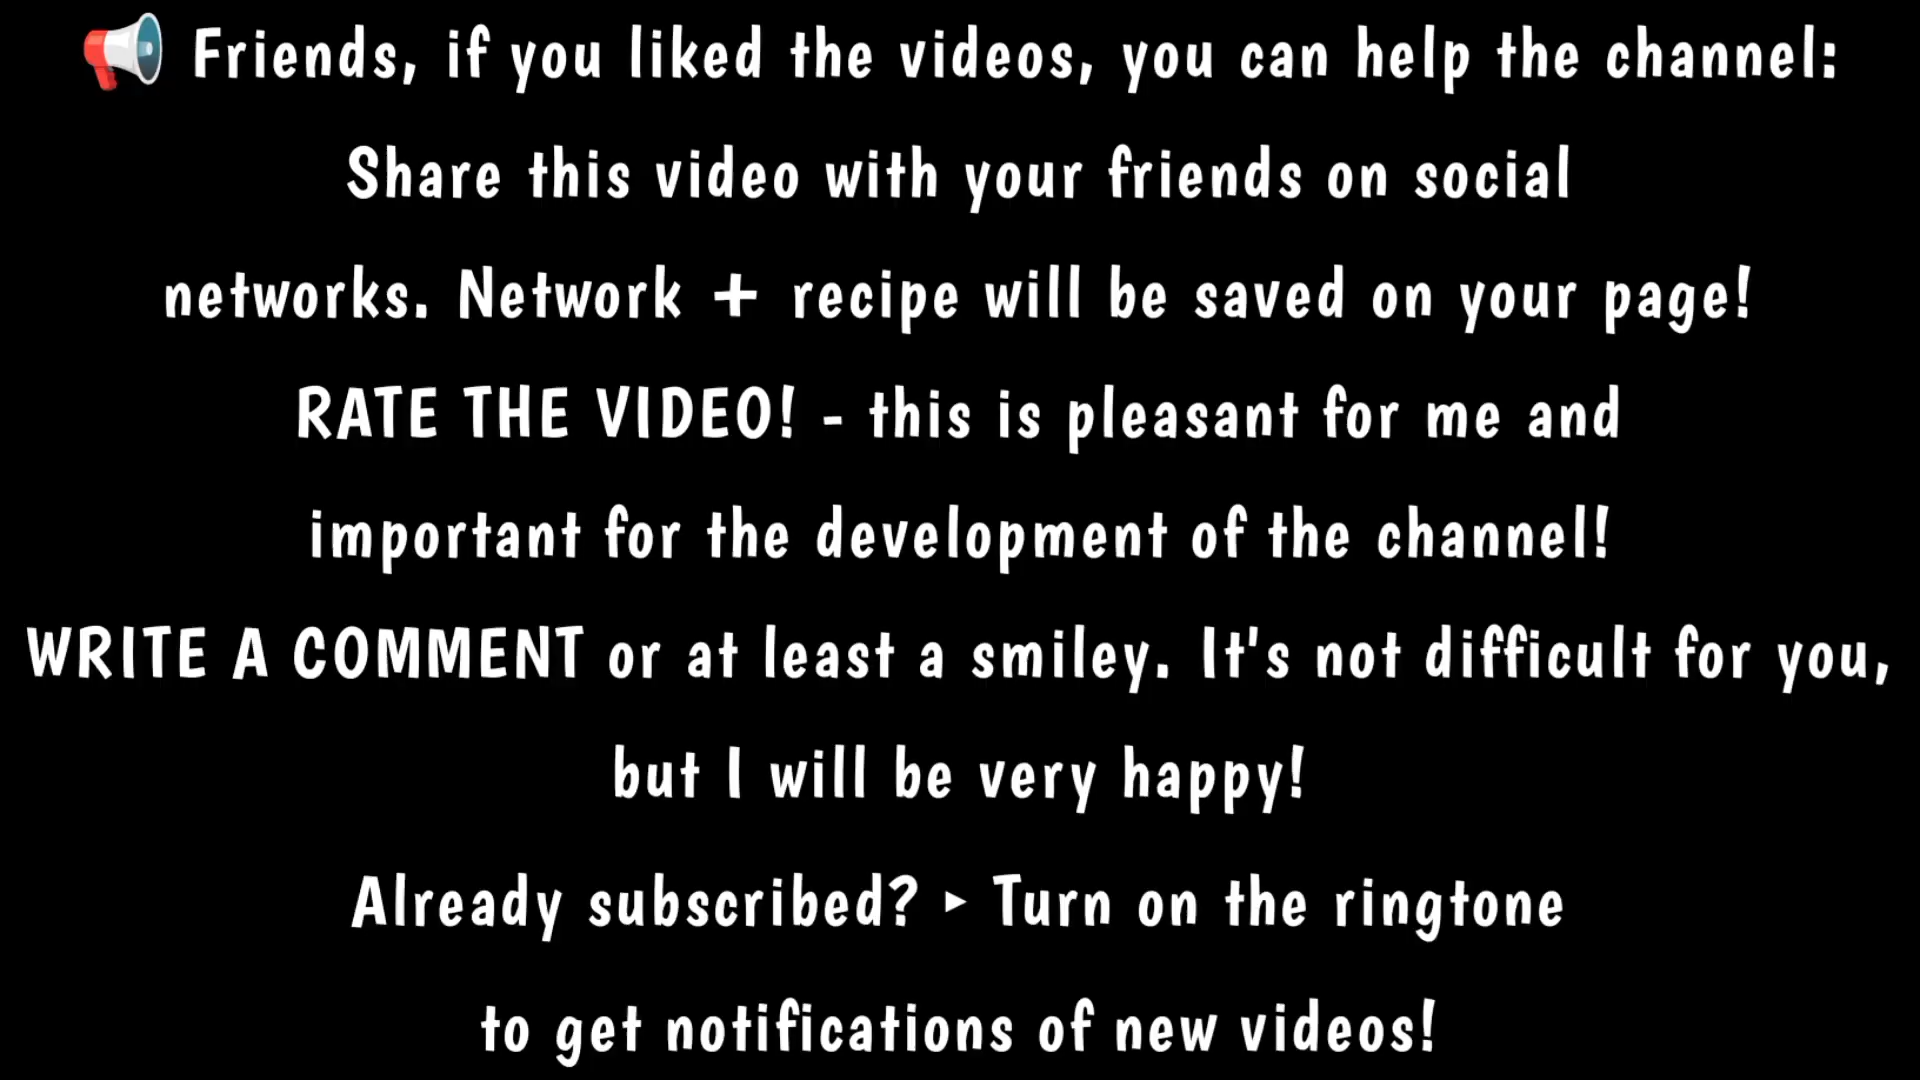 📢 Friends, if you liked the videos, you can help the channel:
Share this video with your friends on social
networks. Network + recipe will be saved on your page!
RATE THE VIDEO! - this is pleasant for me and
important for the development of the channel!
WRITE A COMMENT or at least a smiley. It's not difficult for you,
but I will be very happy!
Already subscribed? ▸ Turn on the ringtone
to get notifications of new videos!